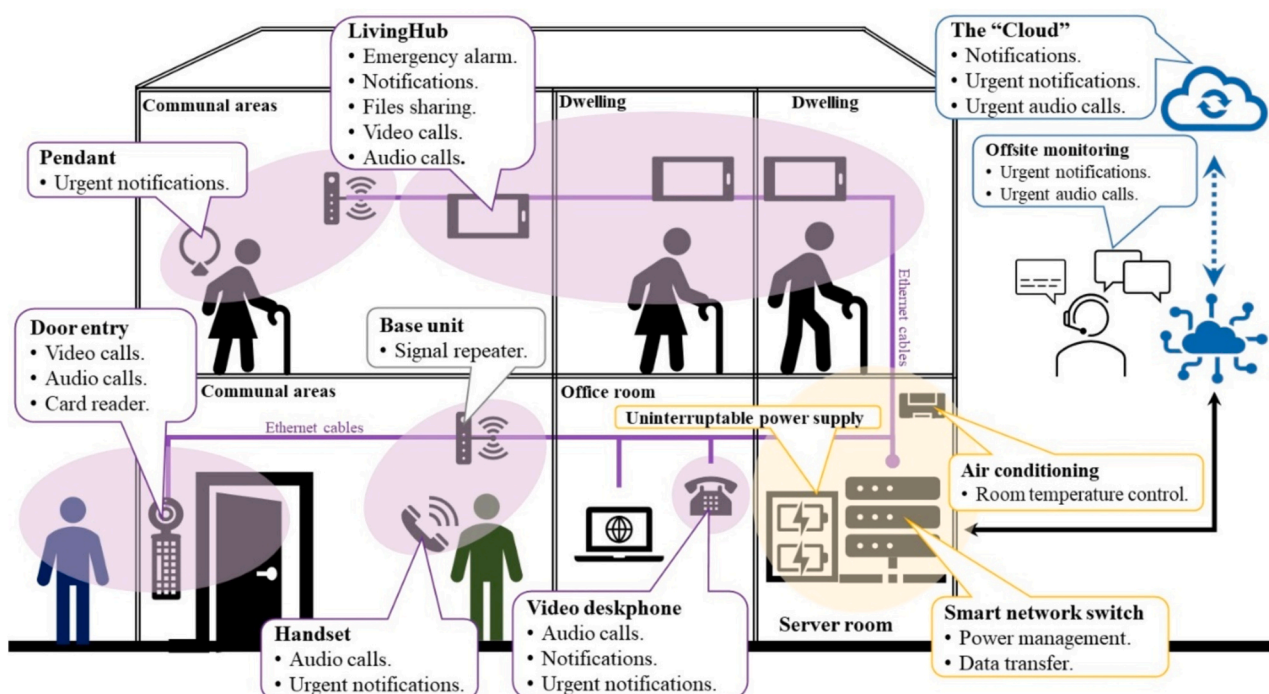 LivingHub
• Emergency alarm.
• Notifications.
• Files sharing.
• Video calls.
• Audio calls.
The “Cloud”
• Notifications.
• Urgent notifications.
• Urgent audio calls.
Communal areas
Dwelling
Dwelling
Pendant
• Urgent notifications.
Offsite monitoring
• Urgent notifications.
• Urgent audio calls.
Ethernet cables
Door entry
• Video calls.
• Audio calls.
• Card reader.
Base unit
• Signal repeater.
Communal areas
Office room
Uninterruptable power supply
Ethernet cables
Air conditioning
• Room temperature control.
Handset
• Audio calls.
• Urgent notifications.
Video deskphone
• Audio calls.
• Notifications.
• Urgent notifications.
Server room
Smart network switch
• Power management.
• Data transfer.